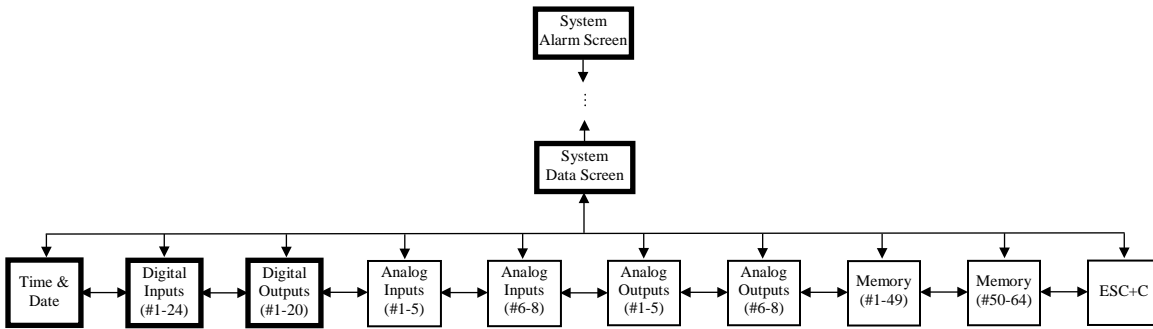 System
Alarm Screen
⋮
System
Data Screen
Time &
Date
Digital
Inputs
(#1-24)
Digital
Outputs
(#1-20)
Analog
Inputs
(#1-5)
Analog
Inputs
(#6-8)
Analog
Outputs
(#1-5)
Analog
Outputs
(#6-8)
Memory
(#1-49)
Memory
(#50-64)
ESC+C